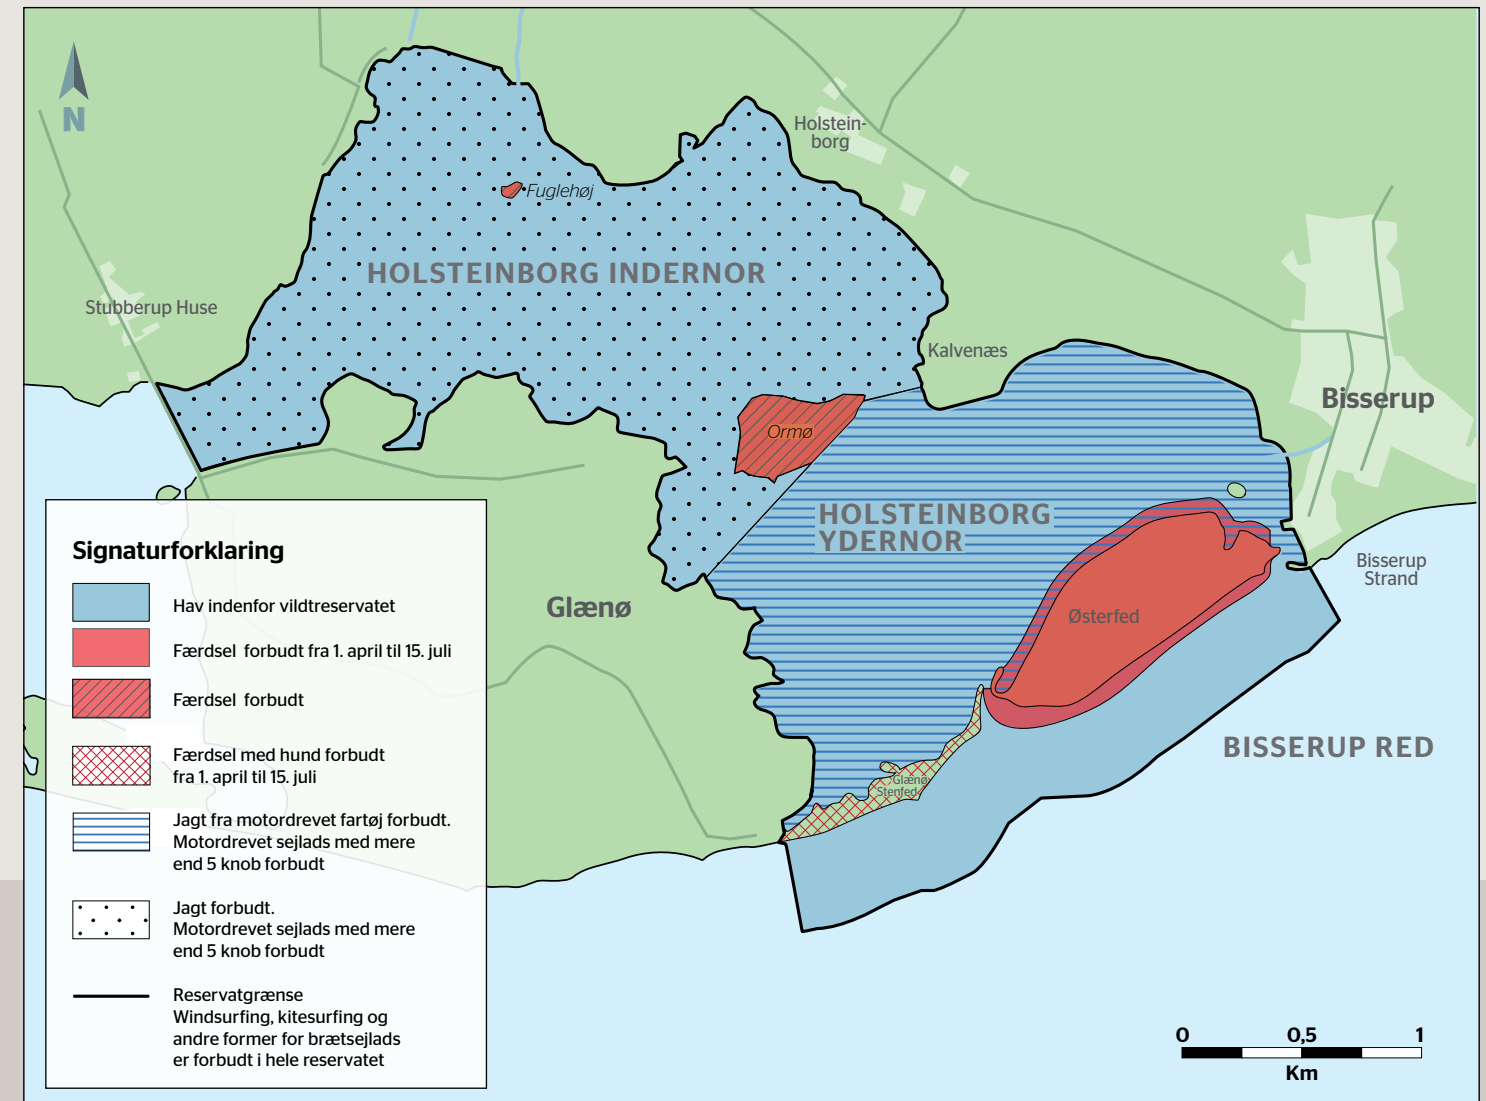 N
Holstein-
borg
Fuglehøj
HOLSTEINBORG INDERNOR
Stubberup Huse
Kalvenæs
Bisserup
Ormø
HOLSTEINBORG
YDERNOR
Bisserup
Strand
Glænø
Østerfed
BISSERUP RED
Glænø
Stenfed
Signaturforklaring
Hav indenfor vildtreservatet
Færdsel forbudt fra 1. april til 15. juli
Færdsel forbudt
Færdsel med hund forbudt
fra 1. april til 15. juli
Jagt fra motordrevet fartøj forbudt.
Motordrevet sejlads med mere
end 5 knob forbudt
Jagt forbudt.
Motordrevet sejlads med mere
end 5 knob forbudt
Reservatgrænse
Windsurfing, kitesurfing og
andre former for brætsejlads
er forbudt i hele reservatet
0 0,5 1
Km